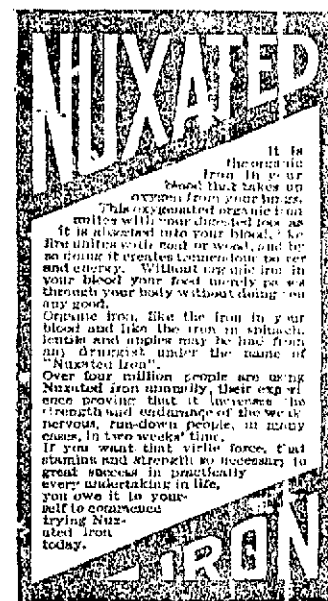 NUXATED
It is
the organic
iron in your
blood that takes up
oxygen from your lungs.
This oxygenated organic iron
unites with your digested food as
it is absorbed into your blood, like
fire unites with coal or wood, and by
so doing it creates tremendous power
and energy. Without organic iron in
your blood your food merely passes
through your body without doing you
any good.
Organic iron, like the iron in your
blood and like the iron in spinach,
lentils and apples may be had from
any druggist under the name of
"Nuxated Iron".
Over four million people are using
Nuxated iron annually, their experi-
ence proving that it increases the
strength and endurance of the weak
nervous, run-down people, in many
cases, in two weeks' time.
If you want that virile force, that
stamina and strength so necessary to
great success in practically
every undertaking in life,
you owe it to your-
self to commence
trying Nux-
ated Iron
today.
IRON